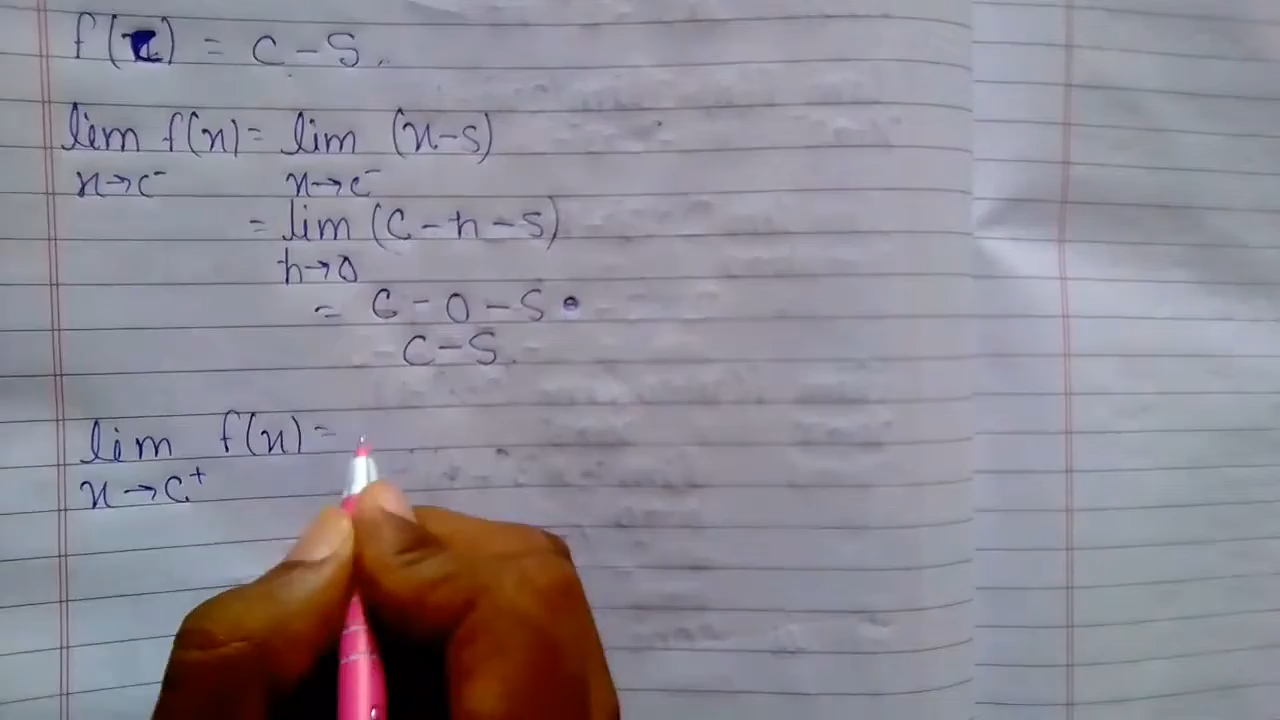 f(c) = c - 5.
lim f(x) = lim (x - 5)
x→c⁻ x→c⁻
= lim (c - h - 5)
h→0
= c - 0 - 5
c - 5.
lim f(x) =
x→c⁺